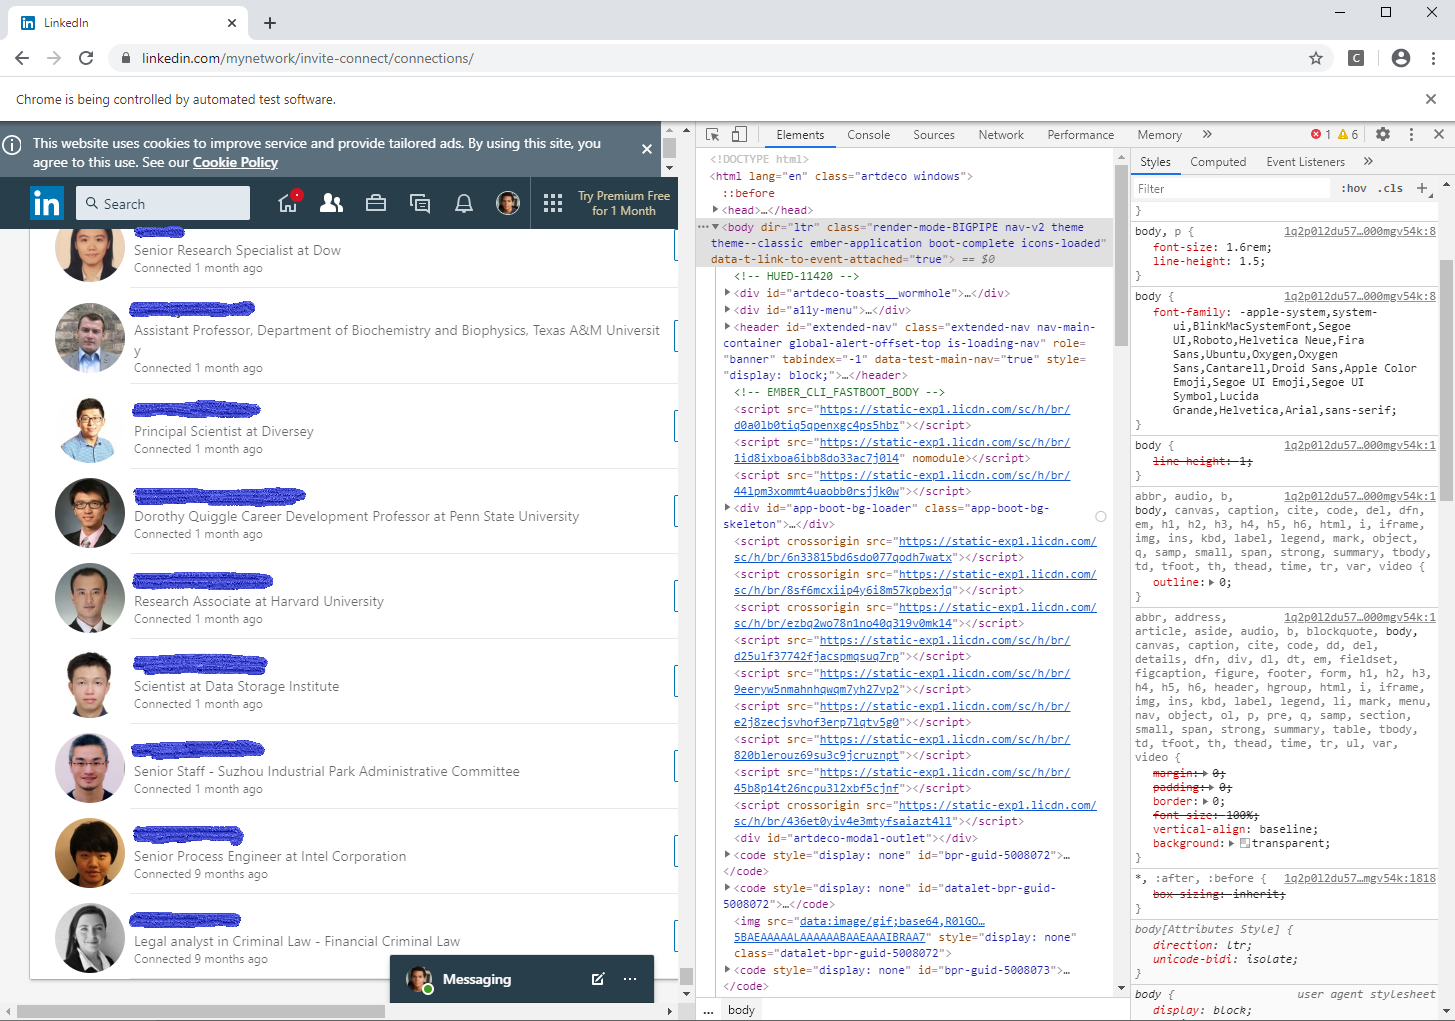 LinkedIn
linkedin.com/mynetwork/invite-connect/connections/
C
Chrome is being controlled by automated test software.
This website uses cookies to improve service and provide tailored ads. By using this site, you
agree to this use. See our Cookie Policy
in
Search
Try Premium Free
for 1 Month
Senior Research Specialist at Dow
Connected 1 month ago
Assistant Professor, Department of Biochemistry and Biophysics, Texas A&M Universit
y
Connected 1 month ago
Principal Scientist at Diversey
Connected 1 month ago
Dorothy Quiggle Career Development Professor at Penn State University
Connected 1 month ago
Research Associate at Harvard University
Connected 1 month ago
Scientist at Data Storage Institute
Connected 1 month ago
Senior Staff - Suzhou Industrial Park Administrative Committee
Connected 1 month ago
Senior Process Engineer at Intel Corporation
Connected 9 months ago
Legal analyst in Criminal Law - Financial Criminal Law
Connected 9 months ago
Messaging
Elements Console Sources Network Performance Memory » 1 6
<!DOCTYPE html>
<html lang="en" class="artdeco windows">
::before
<head>…</head>
<body dir="ltr" class="render-mode-BIGPIPE nav-v2 theme
theme--classic ember-application boot-complete icons-loaded"
data-t-link-to-event-attached="true"> == $0
<!-- HUED-11420 -->
<div id="artdeco-toasts__wormhole">…</div>
<div id="a11y-menu">…</div>
<header id="extended-nav" class="extended-nav nav-main-
container global-alert-offset-top is-loading-nav" role=
"banner" tabindex="-1" data-test-main-nav="true" style=
"display: block;">…</header>
<!-- EMBER_CLI_FASTBOOT_BODY -->
<script src="https://static-exp1.licdn.com/sc/h/br/
d0a0lb0tiq5qpenxgc4ps5hbz"></script>
<script src="https://static-exp1.licdn.com/sc/h/br/
1id8ixboa6ibb8do33ac7j0l4" nomodule></script>
<script src="https://static-exp1.licdn.com/sc/h/br/
44lpm3xommt4uaobb0rsjjk0w"></script>
<div id="app-boot-bg-loader" class="app-boot-bg-
skeleton">…</div>
<script crossorigin src="https://static-exp1.licdn.com/
sc/h/br/6n33815bd6sdo077qodh7watx"></script>
<script crossorigin src="https://static-exp1.licdn.com/
sc/h/br/8sf6mcxiip4y6i8m57kpbexjq"></script>
<script crossorigin src="https://static-exp1.licdn.com/
sc/h/br/ezbq2wo78n1no40q319v0mk14"></script>
<script src="https://static-exp1.licdn.com/sc/h/br/
d25ulf37742fjacspmqsuq7rp"></script>
<script src="https://static-exp1.licdn.com/sc/h/br/
9eeryw5nmahnhqwqm7yh27vp2"></script>
<script src="https://static-exp1.licdn.com/sc/h/br/
e2j8zecjsvhof3erp7lqtv5g0"></script>
<script src="https://static-exp1.licdn.com/sc/h/br/
820blerouz69su3c9jcruznpt"></script>
<script src="https://static-exp1.licdn.com/sc/h/br/
45b8p14t26ncpu3l2xbf5cjnf"></script>
<script crossorigin src="https://static-exp1.licdn.com/
sc/h/br/436et0yiv4e3mtyfsaiazt411"></script>
<div id="artdeco-modal-outlet"></div>
<code style="display: none" id="bpr-guid-5008072">…
</code>
<code style="display: none" id="datalet-bpr-guid-
5008072">…</code>
<img src="data:image/gif;base64,R0lGO…
5BAEAAAAALAAAAAABAAEAAAIBRAA7" style="display: none"
class="datalet-bpr-guid-5008072">
<code style="display: none" id="bpr-guid-5008073">…
</code>
... body
Styles Computed Event Listeners »
Filter :hov .cls +
}
body, p { 1q2p0l2du57…000mgv54k:8
font-size: 1.6rem;
line-height: 1.5;
}
body { 1q2p0l2du57…000mgv54k:8
font-family: -apple-system,system-
ui,BlinkMacSystemFont,Segoe
UI,Roboto,Helvetica Neue,Fira
Sans,Ubuntu,Oxygen,Oxygen
Sans,Cantarell,Droid Sans,Apple Color
Emoji,Segoe UI Emoji,Segoe UI
Symbol,Lucida
Grande,Helvetica,Arial,sans-serif;
}
body { 1q2p0l2du57…000mgv54k:1
line-height: 1;
}
abbr, audio, b, 1q2p0l2du57…000mgv54k:1
body, canvas, caption, cite, code, del, dfn,
em, h1, h2, h3, h4, h5, h6, html, i, iframe,
img, ins, kbd, label, legend, mark, object,
q, samp, small, span, strong, summary, tbody,
td, tfoot, th, thead, time, tr, var, video {
outline: 0;
}
abbr, address, 1q2p0l2du57…000mgv54k:1
article, aside, audio, b, blockquote, body,
canvas, caption, cite, code, dd, del,
details, dfn, div, dl, dt, em, fieldset,
figcaption, figure, footer, form, h1, h2, h3,
h4, h5, h6, header, hgroup, html, i, iframe,
img, ins, kbd, label, legend, li, mark, menu,
nav, object, ol, p, pre, q, samp, section,
small, span, strong, summary, table, tbody,
td, tfoot, th, thead, time, tr, ul, var,
video {
margin: 0;
padding: 0;
border: 0;
font-size: 100%;
vertical-align: baseline;
background: transparent;
}
*, :after, :before { 1q2p0l2du57…mgv54k:1818
box-sizing: inherit;
}
body[Attributes Style] {
direction: ltr;
unicode-bidi: isolate;
}
body { user agent stylesheet
display: block;